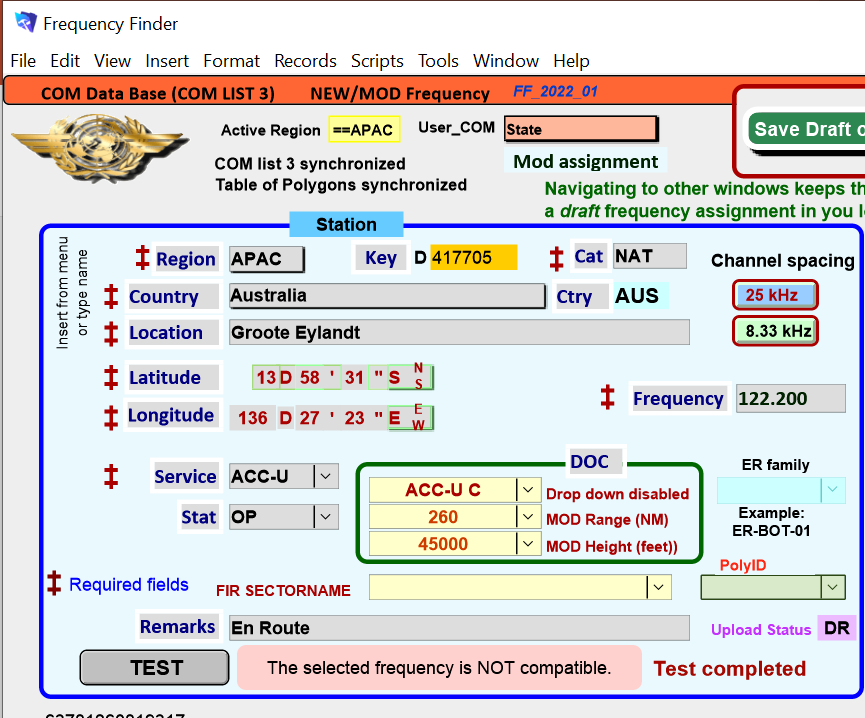 Frequency Finder
File Edit View Insert Format Records Scripts Tools Window Help
COM Data Base (COM LIST 3) NEW/MOD Frequency FF_2022_01
Active Region ==APAC User_COM State
Save Draft o
COM list 3 synchronized Mod assignment
Table of Polygons synchronized
Navigating to other windows keeps th
a draft frequency assignment in you l
Station
Insert from menu
or type name
‡ Region APAC Key D 417705 ‡ Cat NAT Channel spacing
‡ Country Australia Ctry AUS 25 kHz
‡ Location Groote Eylandt 8.33 kHz
‡ Latitude 13 D 58 ' 31 " S N S
‡ Longitude 136 D 27 ' 23 " E E W
‡ Frequency 122.200
DOC
‡ Service ACC-U
Stat OP
ACC-U C Drop down disabled
260 MOD Range (NM)
45000 MOD Height (feet))
ER family
Example:
ER-BOT-01
PolyID
‡ Required fields FIR SECTORNAME
Remarks En Route Upload Status DR
TEST The selected frequency is NOT compatible. Test completed